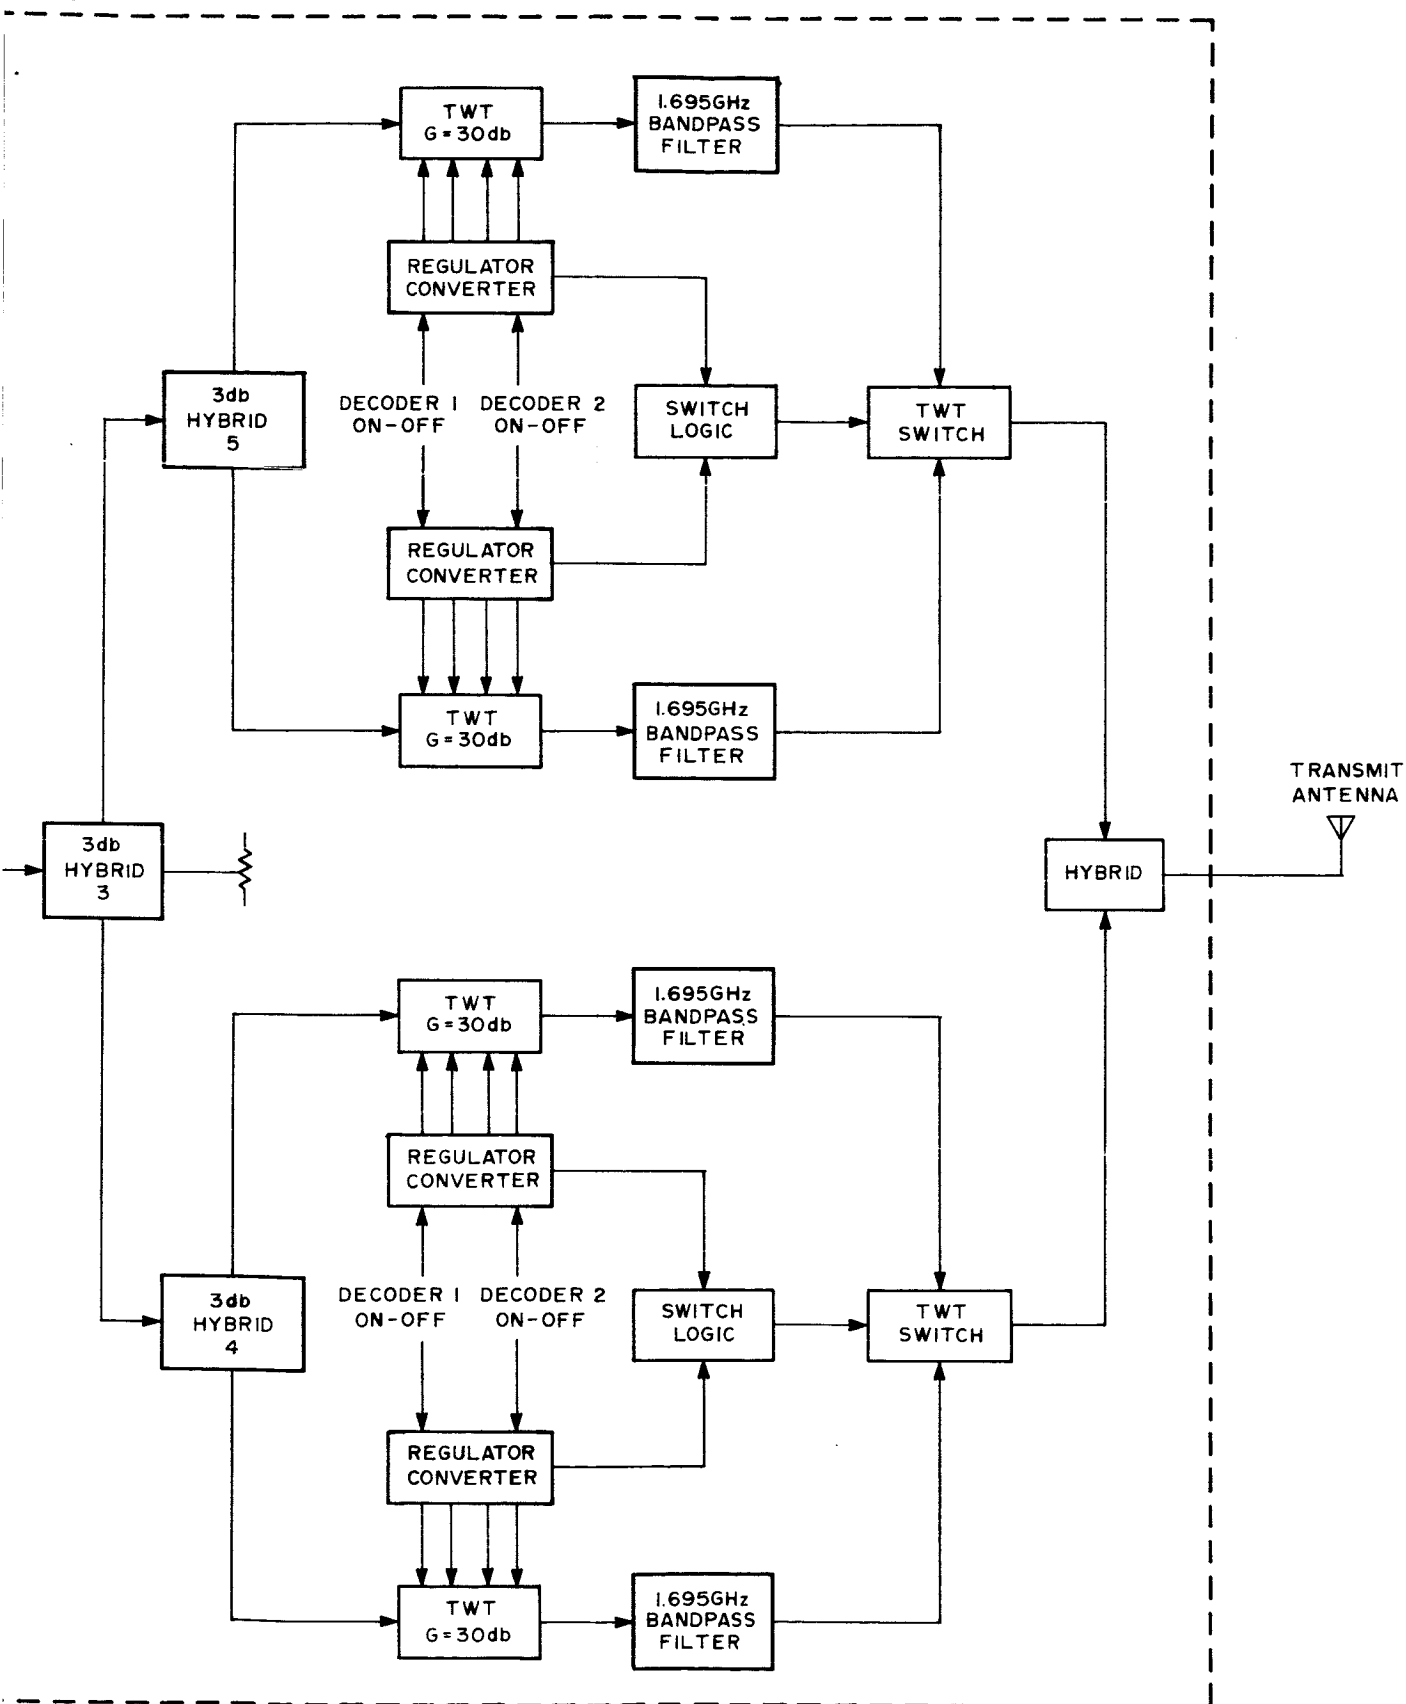 TWT
G=30db
1.695GHz
BANDPASS
FILTER
REGULATOR
CONVERTER
3db
HYBRID
5
DECODER 1
ON-OFF
DECODER 2
ON-OFF
SWITCH
LOGIC
TWT
SWITCH
REGULATOR
CONVERTER
TWT
G=30db
1.695GHz
BANDPASS
FILTER
TRANSMIT
ANTENNA
3db
HYBRID
3
HYBRID
TWT
G=30db
1.695GHz
BANDPASS
FILTER
REGULATOR
CONVERTER
3db
HYBRID
4
DECODER 1
ON-OFF
DECODER 2
ON-OFF
SWITCH
LOGIC
TWT
SWITCH
REGULATOR
CONVERTER
TWT
G=30db
1.695GHz
BANDPASS
FILTER